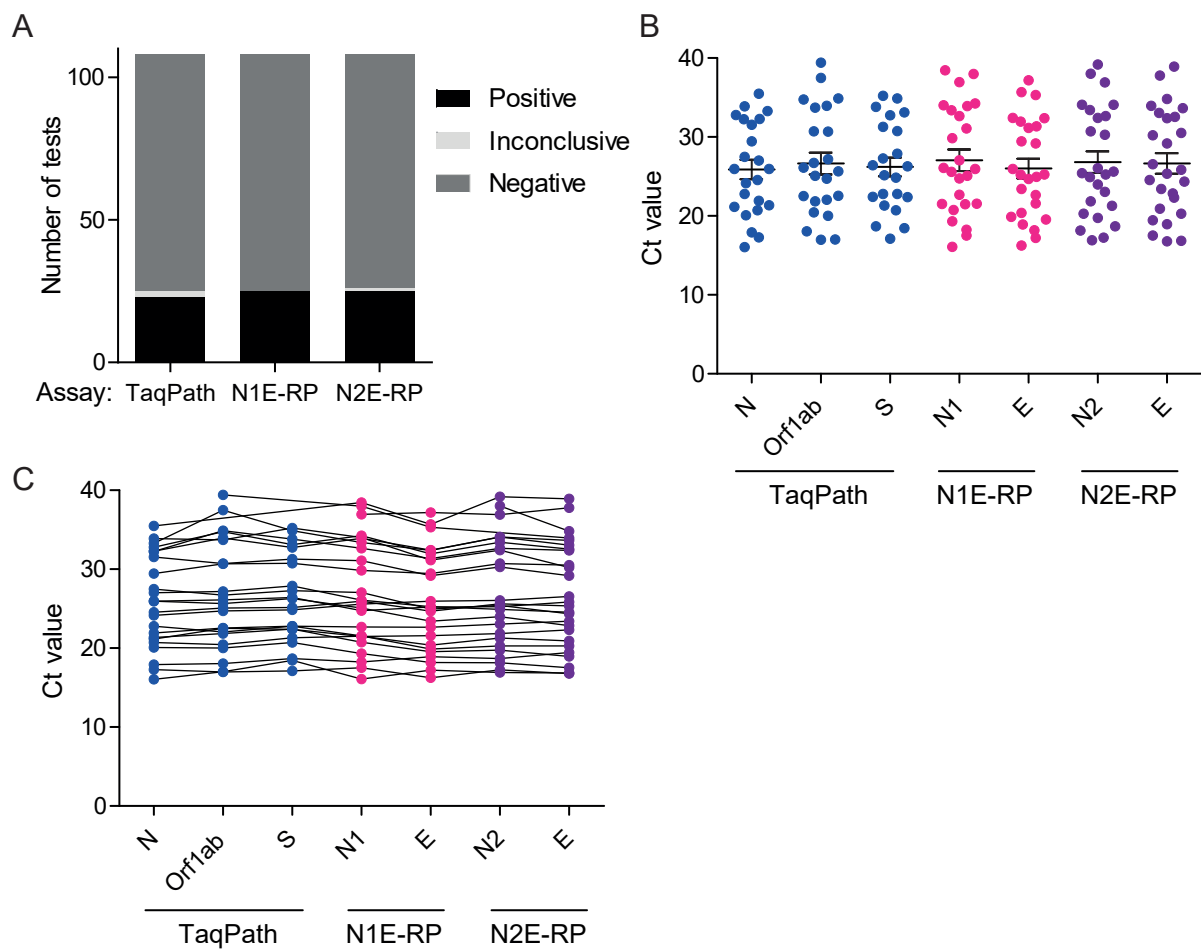 A
Number of tests
100
50
0
Positive
Inconclusive
Negative
Assay: TaqPath N1E-RP N2E-RP
B
Ct value
40
30
20
10
0
N Orf1ab S N1 E N2 E
TaqPath N1E-RP N2E-RP
C
Ct value
40
30
20
10
0
N Orf1ab S N1 E N2 E
TaqPath N1E-RP N2E-RP